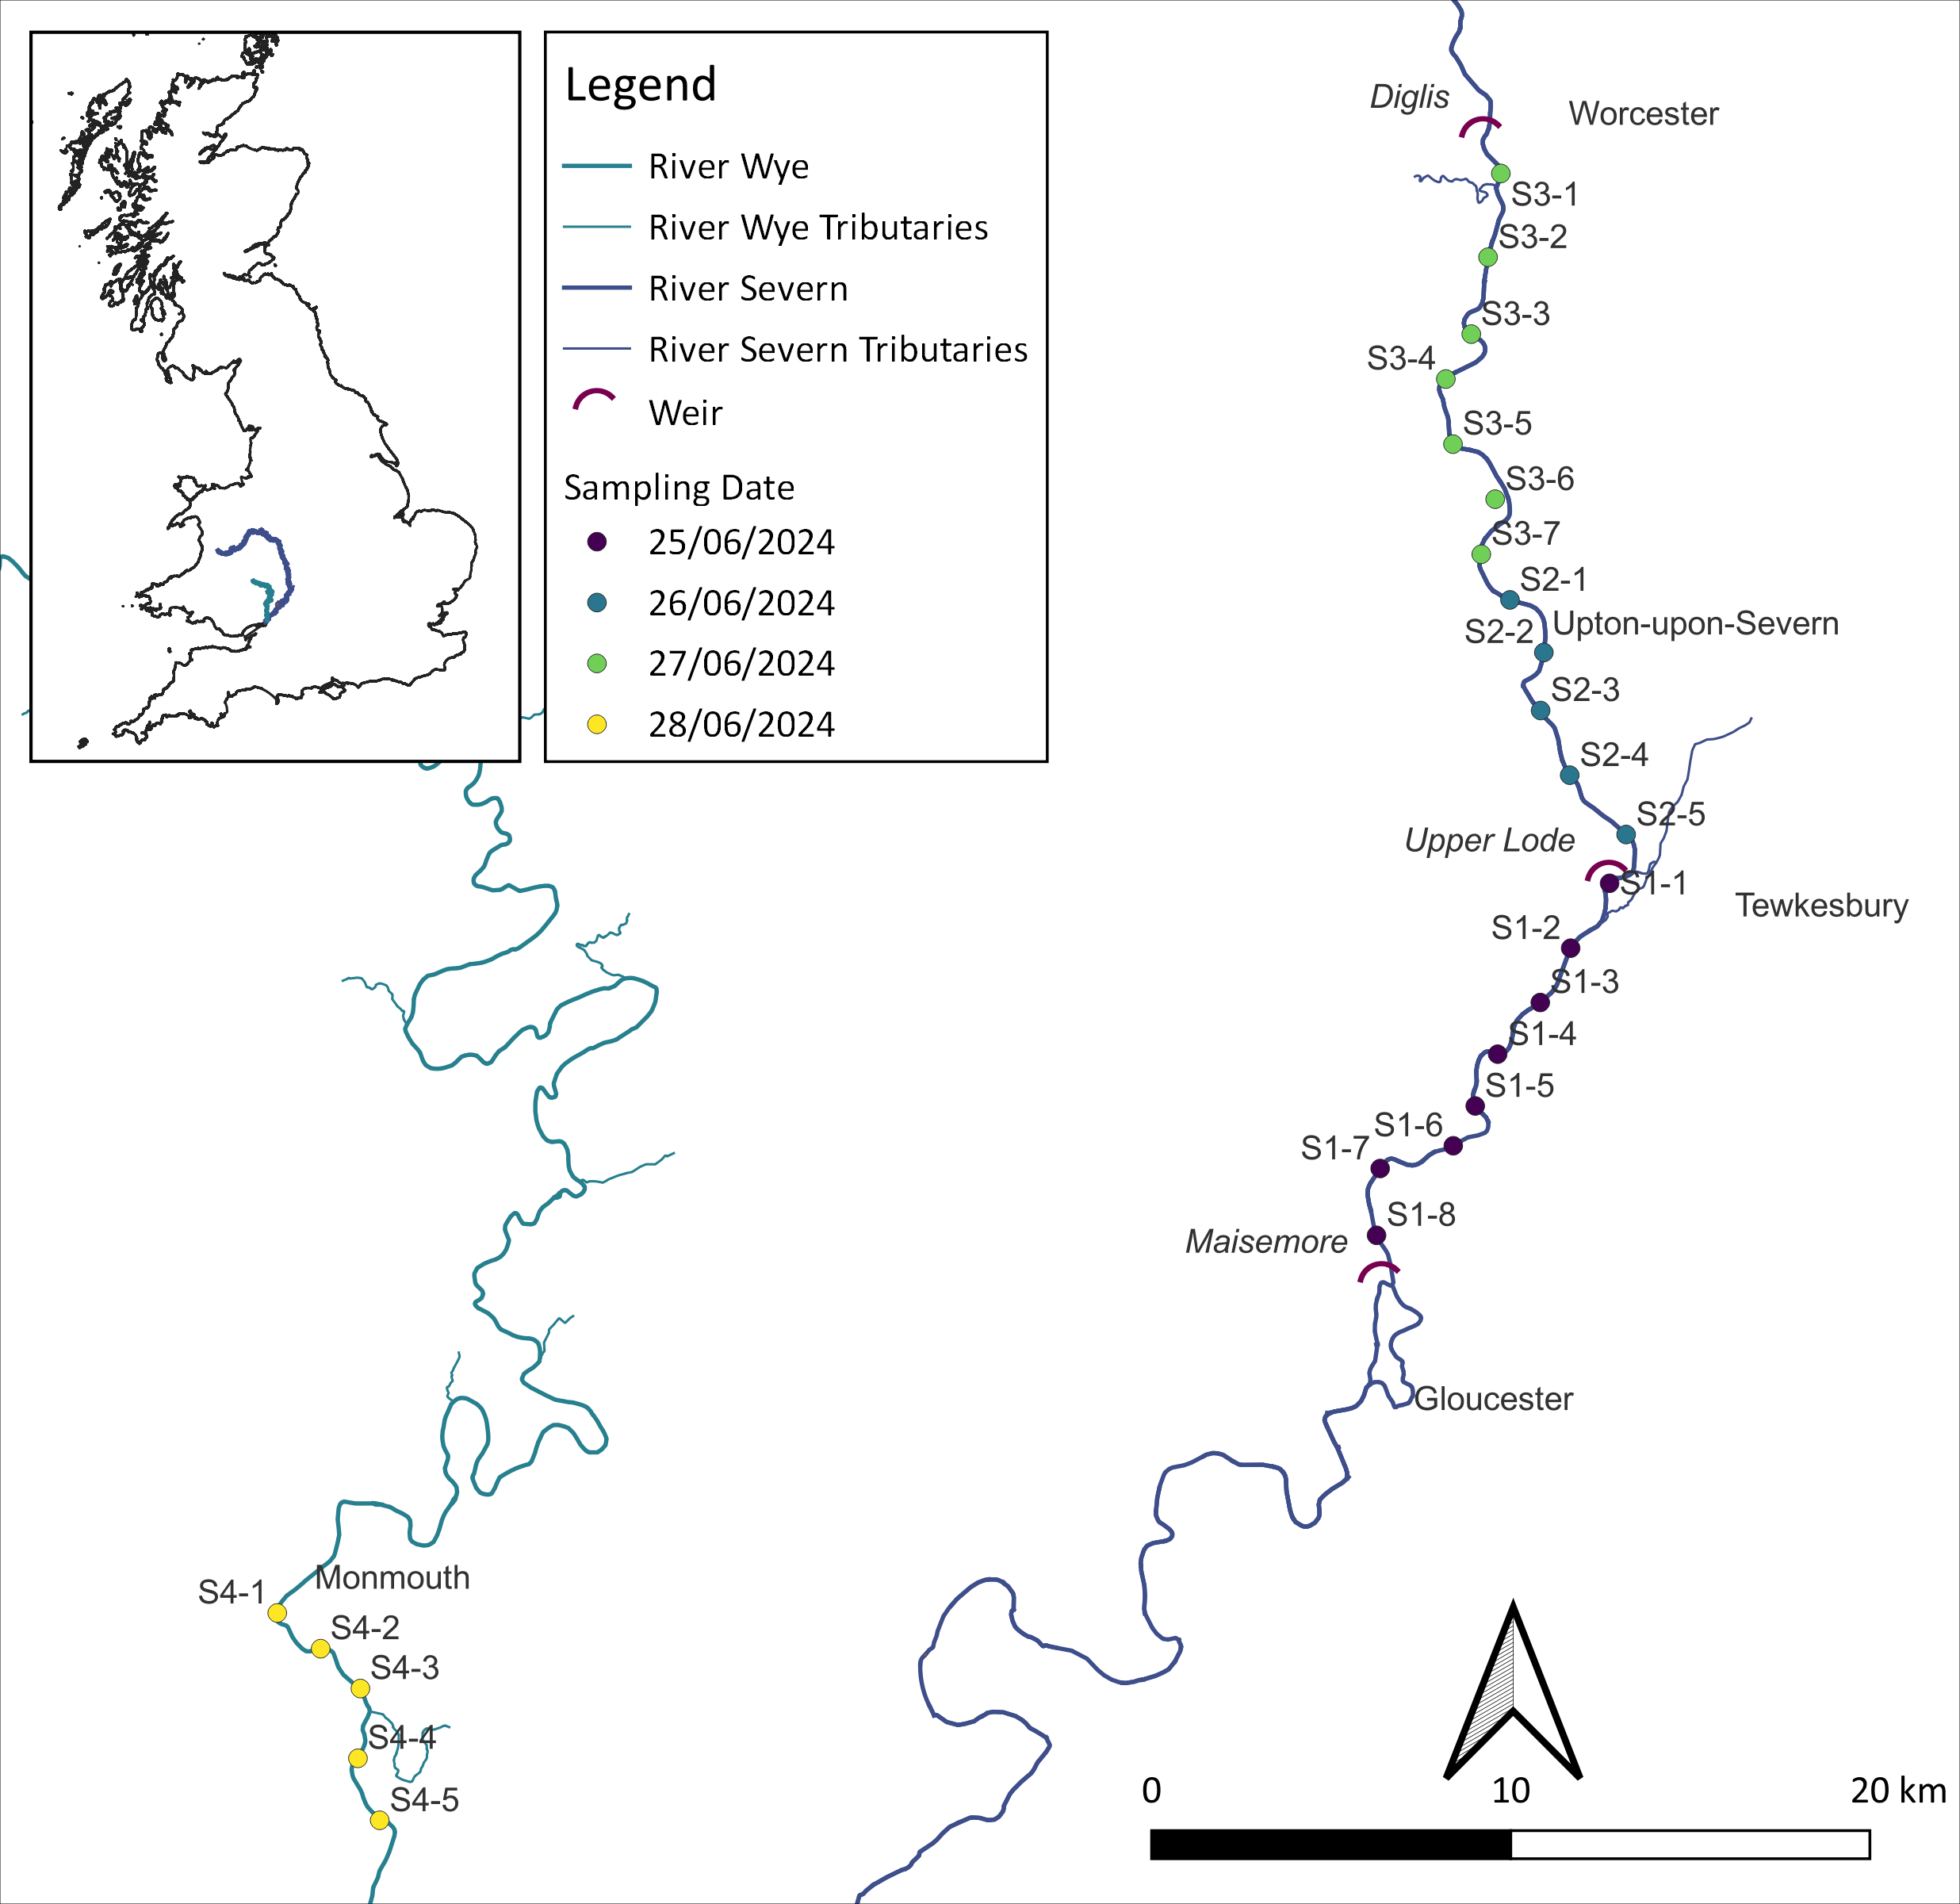 Legend
River Wye
River Wye Tributaries
River Severn
River Severn Tributaries
Weir
Sampling Date
25/06/2024
26/06/2024
27/06/2024
28/06/2024
Diglis
Worcester
S3-1
S3-2
S3-3
S3-4
S3-5
S3-6
S3-7
S2-1
S2-2
Upton-upon-Severn
S2-3
S2-4
S2-5
Upper Lode
S1-1
Tewkesbury
S1-2
S1-3
S1-4
S1-5
S1-6
S1-7
S1-8
Maisemore
Gloucester
Monmouth
S4-1
S4-2
S4-3
S4-4
S4-5
0 10 20 km